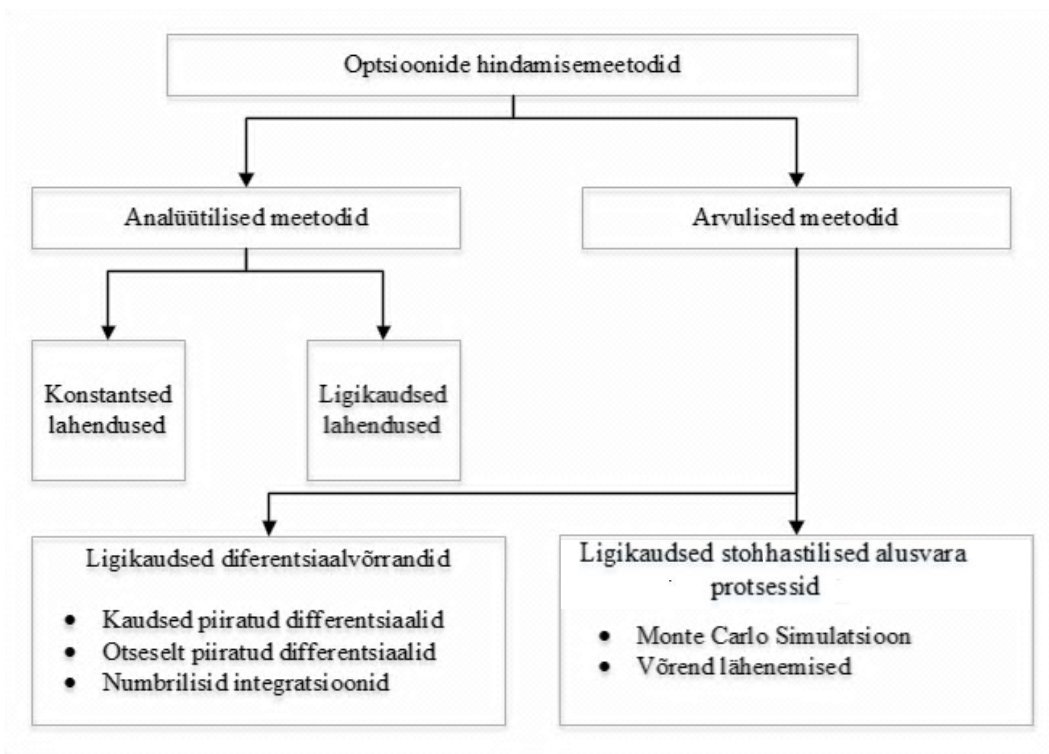 Optsioonide hindamisemeetodid
Analüütilised meetodid
Arvulised meetodid
Konstantsed
lahendused
Ligikaudsed
lahendused
Ligikaudsed diferentsiaalvõrrandid
• Kaudsed piiratud differentsiaalid
• Otseselt piiratud differentsiaalid
• Numbrilisid integratsioonid
Ligikaudsed stohhastilised alusvara
protsessid
• Monte Carlo Simulatsioon
• Võrend lähenemised